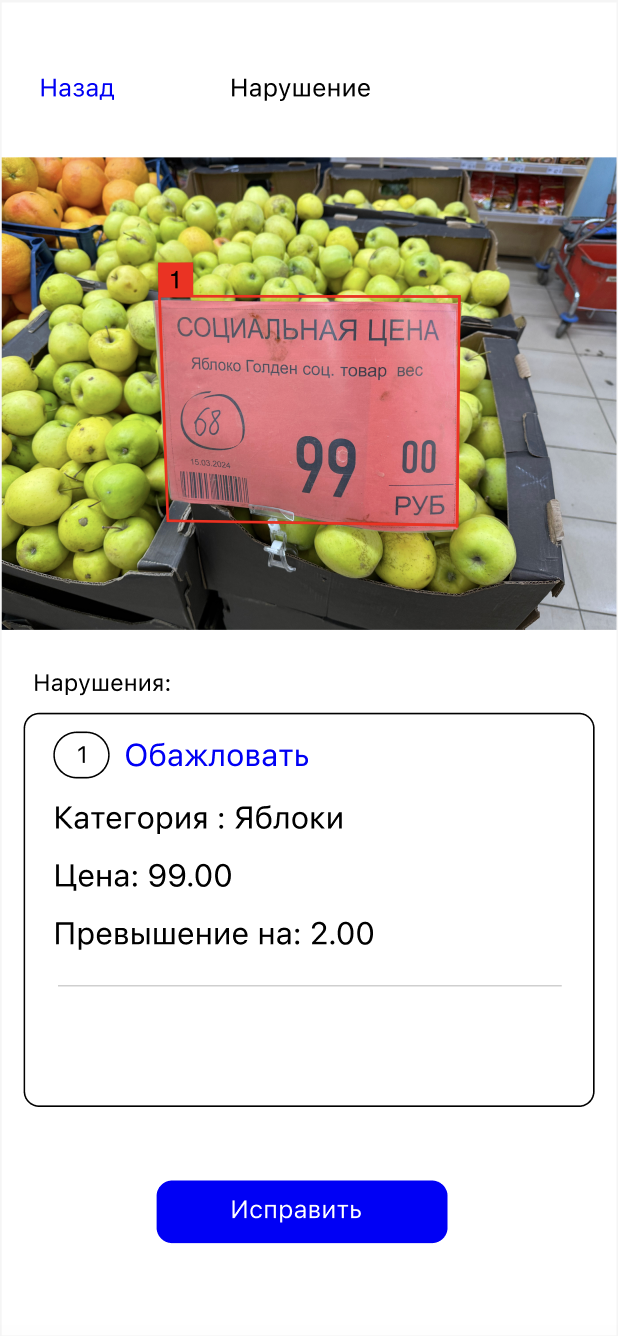 Назад
Нарушение
1
СОЦИАЛЬНАЯ ЦЕНА
Яблоко Голден соц. товар вес
68
99 00
15.03.2024
РУБ
Нарушения:
1 Обажловать
Категория : Яблоки
Цена: 99.00
Превышение на: 2.00
Исправить